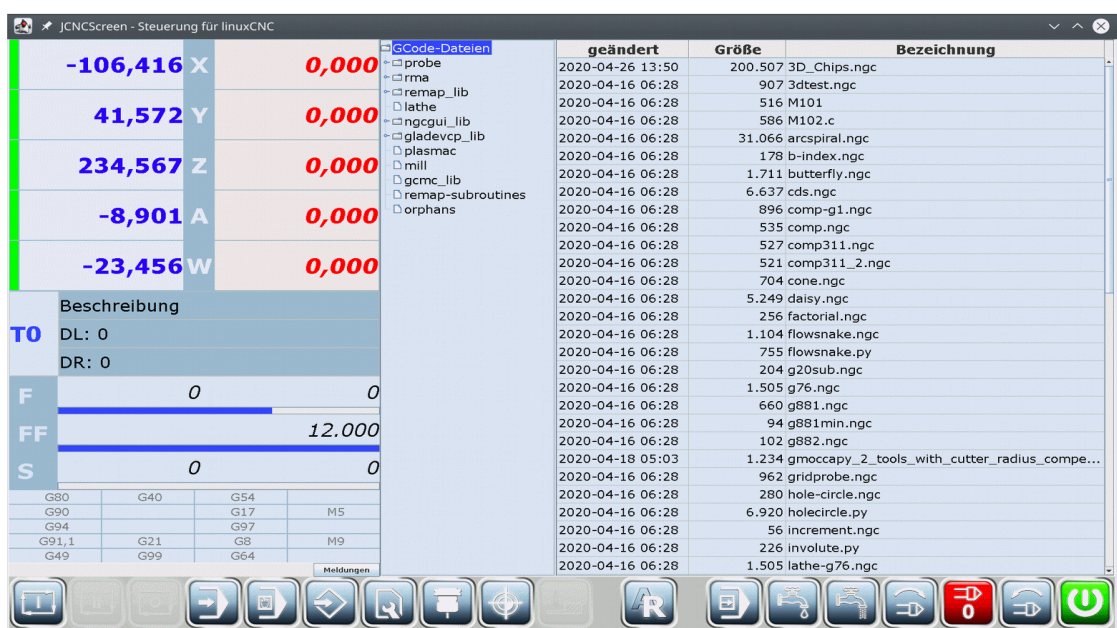 JCNCScreen - Steuerung für linuxCNC
-106,416 X 0,000
41,572 Y 0,000
234,567 Z 0,000
-8,901 A 0,000
-23,456 W 0,000
T0
Beschreibung
DL: 0
DR: 0
F 0 0
FF 12.000
S 0 0
G80 G40 G54
G90 G17 M5
G94 G97
G91,1 G21 G8 M9
G49 G99 G64
Meldungen
GCode-Dateien
probe
rma
remap_lib
lathe
ngcgui_lib
gladevcp_lib
plasmac
mill
gcmc_lib
remap-subroutines
orphans
geändert Größe Bezeichnung
2020-04-26 13:50 200.507 3D_Chips.ngc
2020-04-16 06:28 907 3dtest.ngc
2020-04-16 06:28 516 M101
2020-04-16 06:28 586 M102.c
2020-04-16 06:28 31.066 arcspiral.ngc
2020-04-16 06:28 178 b-index.ngc
2020-04-16 06:28 1.711 butterfly.ngc
2020-04-16 06:28 6.637 cds.ngc
2020-04-16 06:28 896 comp-g1.ngc
2020-04-16 06:28 535 comp.ngc
2020-04-16 06:28 527 comp311.ngc
2020-04-16 06:28 521 comp311_2.ngc
2020-04-16 06:28 704 cone.ngc
2020-04-16 06:28 5.249 daisy.ngc
2020-04-16 06:28 256 factorial.ngc
2020-04-16 06:28 1.104 flowsnake.ngc
2020-04-16 06:28 755 flowsnake.py
2020-04-16 06:28 204 g20sub.ngc
2020-04-16 06:28 1.505 g76.ngc
2020-04-16 06:28 660 g881.ngc
2020-04-16 06:28 94 g881min.ngc
2020-04-16 06:28 102 g882.ngc
2020-04-18 05:03 1.234 gmoccapy_2_tools_with_cutter_radius_compe...
2020-04-16 06:28 962 gridprobe.ngc
2020-04-16 06:28 280 hole-circle.ngc
2020-04-16 06:28 6.920 holecircle.py
2020-04-16 06:28 56 increment.ngc
2020-04-16 06:28 226 involute.py
2020-04-16 06:28 1.505 lathe-g76.ngc
AR
0